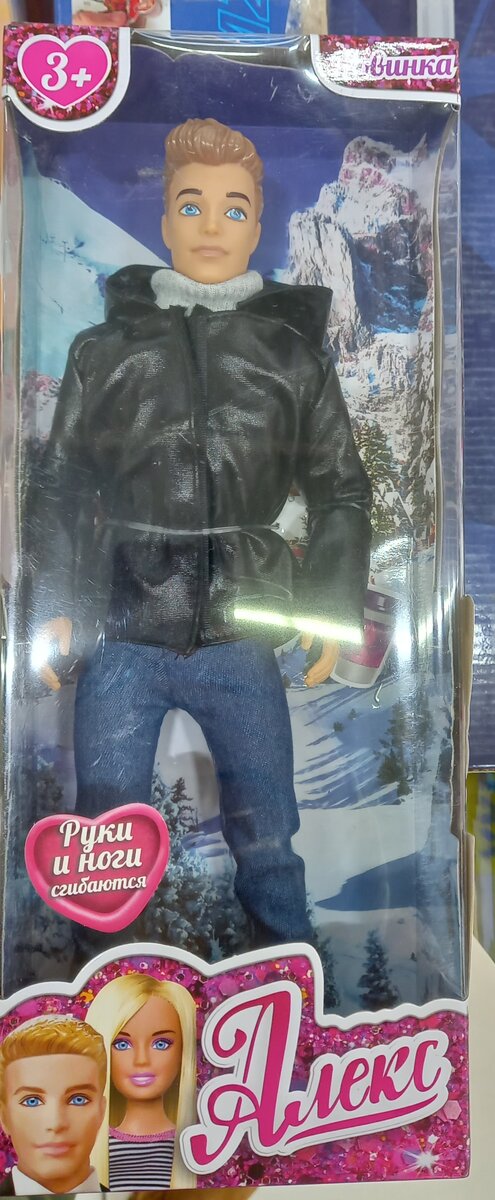 3+
винка
Руки
и ноги
сгибаются
Алекс